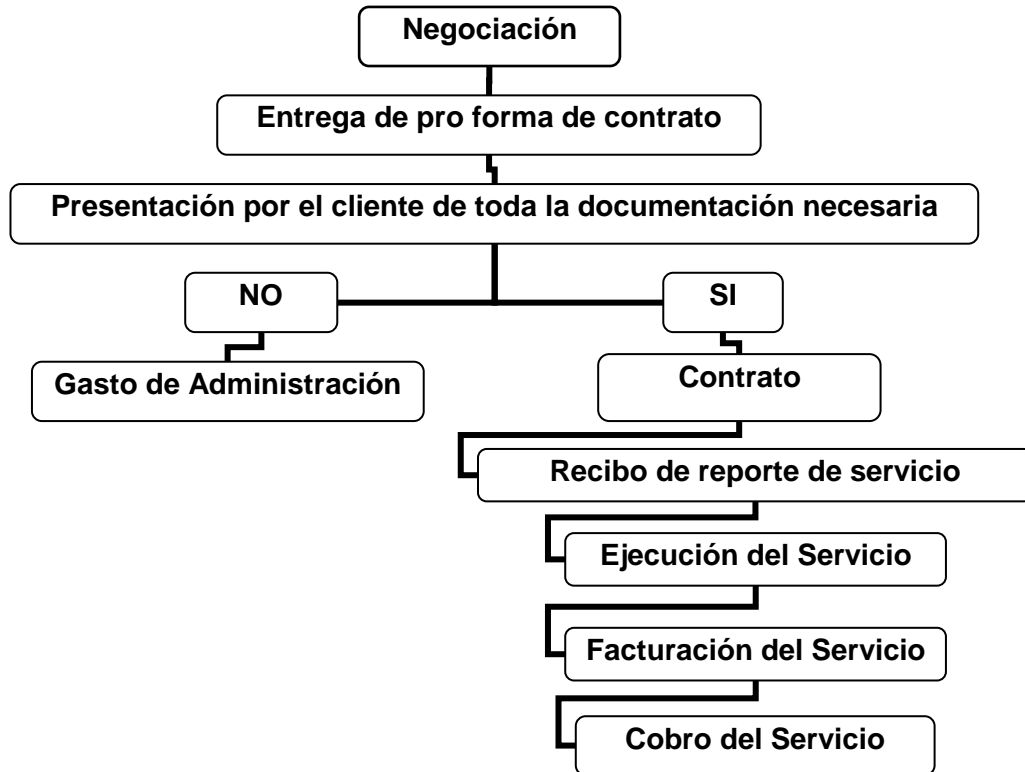 Negociación
Entrega de pro forma de contrato
Presentación por el cliente de toda la documentación necesaria
NO
SI
Gasto de Administración
Contrato
Recibo de reporte de servicio
Ejecución del Servicio
Facturación del Servicio
Cobro del Servicio